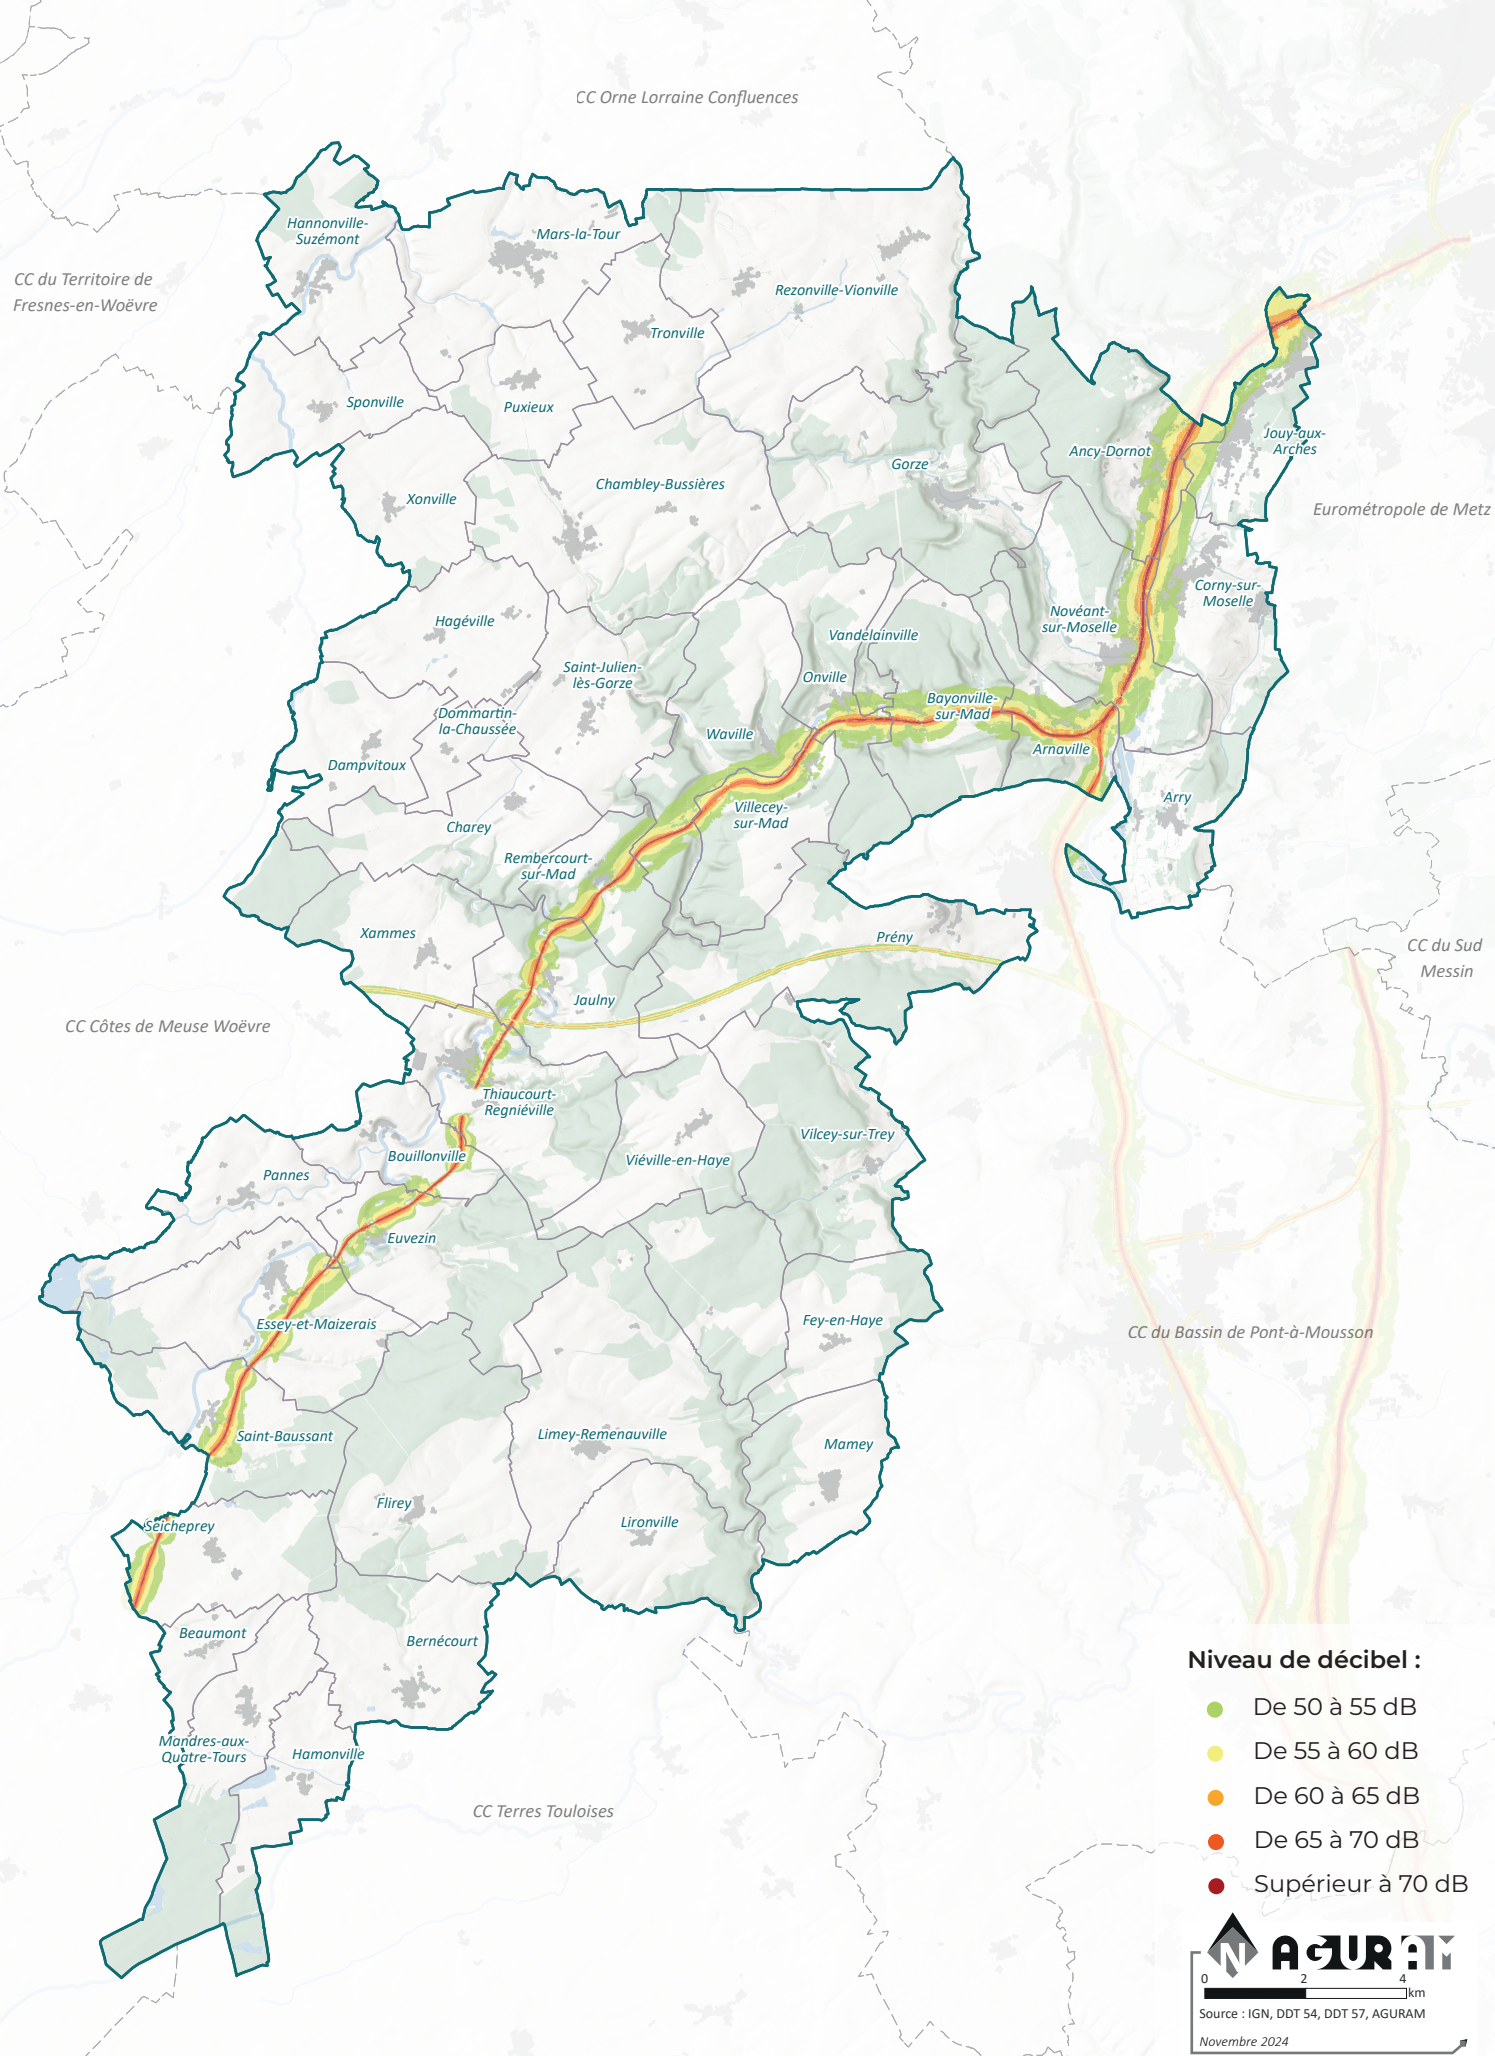 CC Orne Lorraine Confluences
Hannonville-
Suzémont
Mars-la-Tour
CC du Territoire de
Fresnes-en-Woëvre
Rezonville-Vionville
Tronville
Sponville
Puxieux
Jouy-aux-
Arches
Ancy-Dornot
Gorze
Chambley-Bussières
Xonville
Eurométropole de Metz
Corny-sur-
Moselle
Novéant-
sur-Moselle
Hagéville
Vandelainville
Saint-Julien-
lès-Gorze
Onville
Bayonville-
sur-Mad
Dommartin-
la-Chaussée
Waville
Arnaville
Dampvitoux
Arry
Villecey-
sur-Mad
Charey
Rembercourt-
sur-Mad
Xammes
Prény
CC du Sud
Messin
Jaulny
CC Côtes de Meuse Woëvre
Thiaucourt-
Regniéville
Vilcey-sur-Trey
Bouillonville
Viéville-en-Haye
Pannes
Euvezin
Essey-et-Maizerais
Fey-en-Haye
CC du Bassin de Pont-à-Mousson
Saint-Baussant
Limey-Remenauville
Mamey
Flirey
Lironville
Seicheprey
Beaumont
Bernécourt
Mandres-aux-
Quatre-Tours
Hamonville
CC Terres Touloises
Niveau de décibel :
De 50 à 55 dB
De 55 à 60 dB
De 60 à 65 dB
De 65 à 70 dB
Supérieur à 70 dB
N AGURAM
0 2 4
km
Source : IGN, DDT 54, DDT 57, AGURAM
Novembre 2024